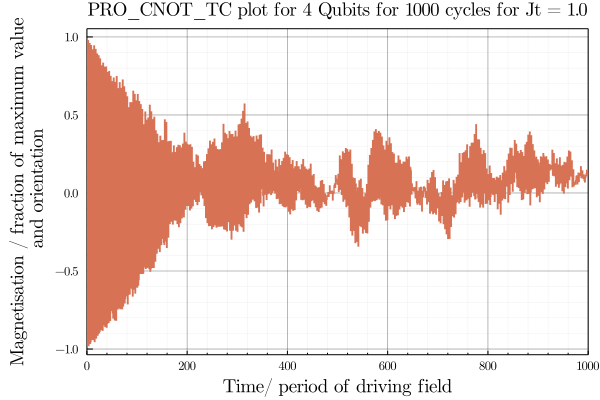 PRO_CNOT_TC plot for 4 Qubits for 1000 cycles for Jt = 1.0
Magnetisation / fraction of maximum value
and orientation
1.0
0.5
0.0
−0.5
−1.0
0 200 400 600 800 1000
Time/ period of driving field